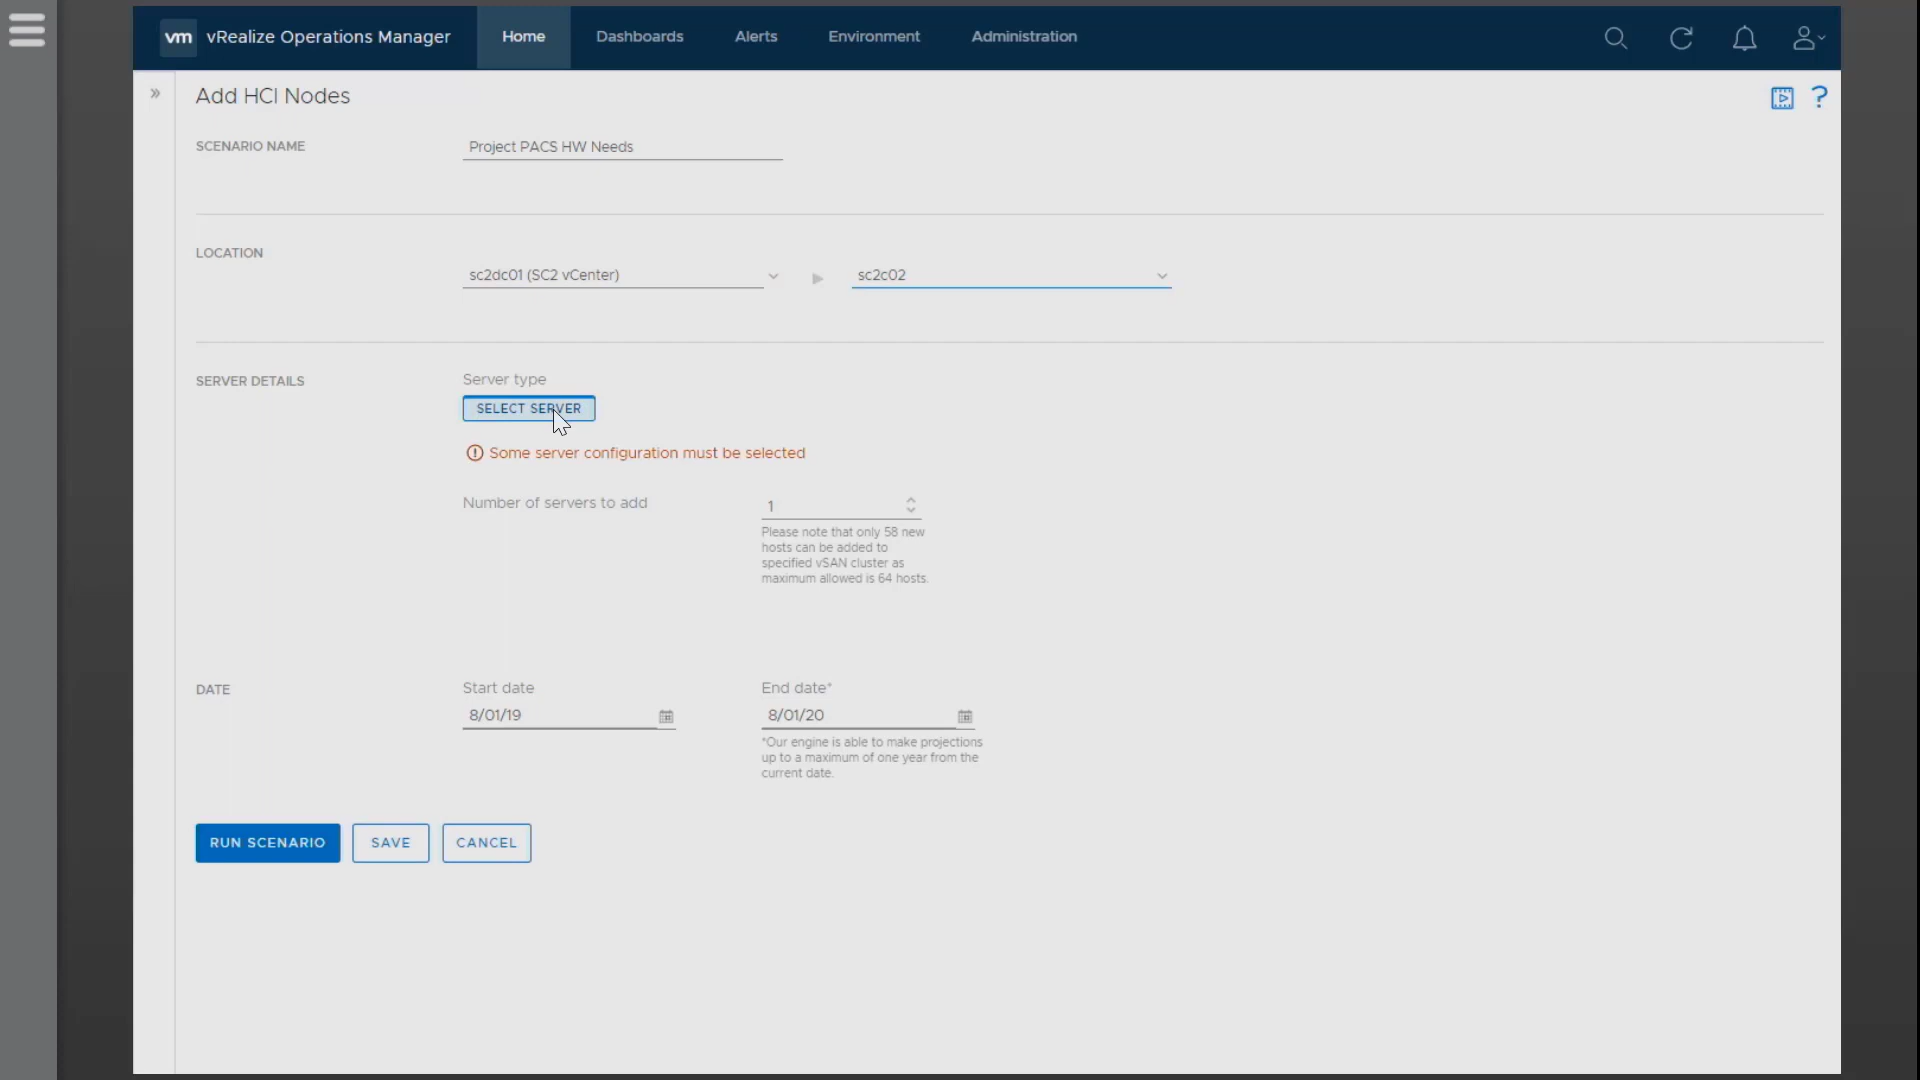 vm vRealize Operations Manager Home Dashboards Alerts Environment Administration
Add HCI Nodes
?
SCENARIO NAME Project PACS HW Needs
LOCATION
sc2dc01 (SC2 vCenter) sc2c02
SERVER DETAILS Server type
SELECT SERVER
Some server configuration must be selected
Number of servers to add 1
Please note that only 58 new
hosts can be added to
specified vSAN cluster as
maximum allowed is 64 hosts.
DATE Start date End date*
8/01/19 8/01/20
*Our engine is able to make projections
up to a maximum of one year from the
current date.
RUN SCENARIO SAVE CANCEL